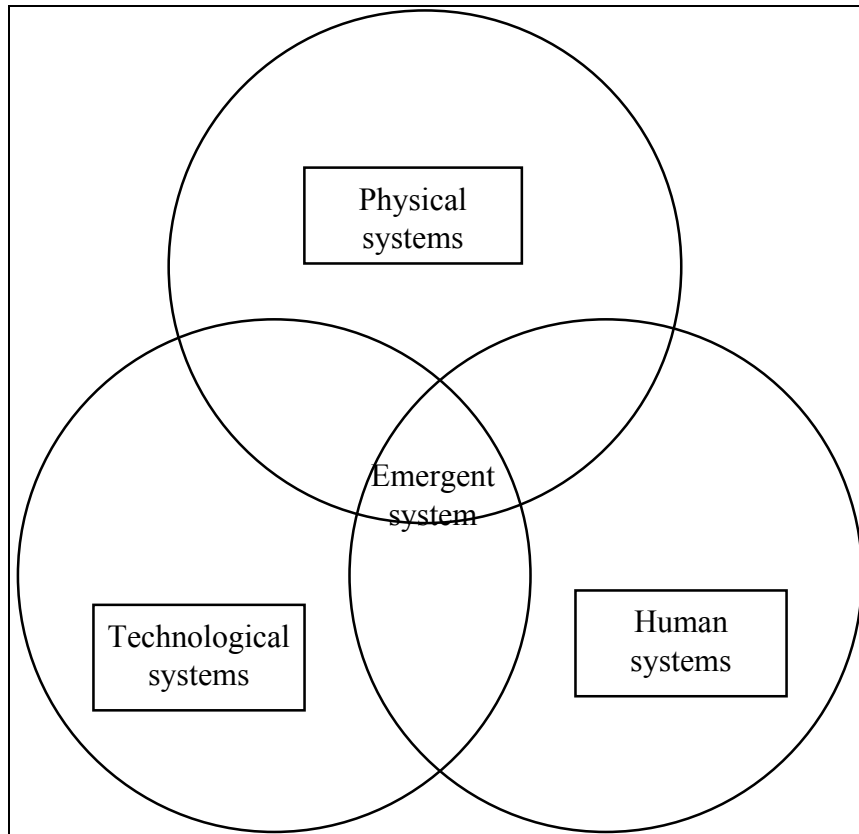 Physical
systems
Emergent
system
Technological
systems
Human
systems